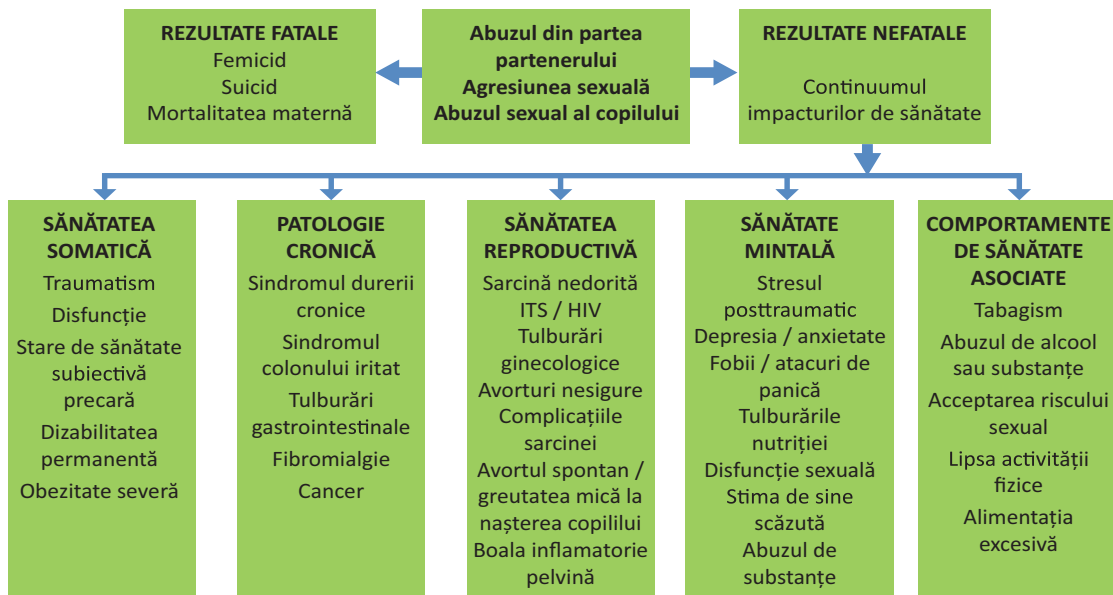 REZULTATE FATALE
Femicid
Suicid
Mortalitatea maternă
Abuzul din partea
partenerului
Agresiunea sexuală
Abuzul sexual al copilului
REZULTATE NEFATALE
Continuumul
impacturilor de sănătate
SĂNĂTATEA
SOMATICĂ
Traumatism
Disfuncție
Stare de sănătate
subiectivă
precară
Dizabilitatea
permanentă
Obezitate severă
PATOLOGIE
CRONICĂ
Sindromul durerii
cronice
Sindromul
colonului iritat
Tulburări
gastrointestinale
Fibromialgie
Cancer
SĂNĂTATEA
REPRODUCTIVĂ
Sarcină nedorită
ITS / HIV
Tulburări
ginecologice
Avorturi nesigure
Complicațiile
sarcinei
Avortul spontan /
greutatea mică la
nașterea copilului
Boala inflamatorie
pelvină
SĂNĂTATE
MINTALĂ
Stresul
posttraumatic
Depresia / anxietate
Fobii / atacuri de
panică
Tulburările
nutriției
Disfuncție sexuală
Stima de sine
scăzută
Abuzul de
substanțe
COMPORTAMENTE
DE SĂNĂTATE
ASOCIATE
Tabagism
Abuzul de alcool
sau substanțe
Acceptarea riscului
sexual
Lipsa activității
fizice
Alimentația
excesivă